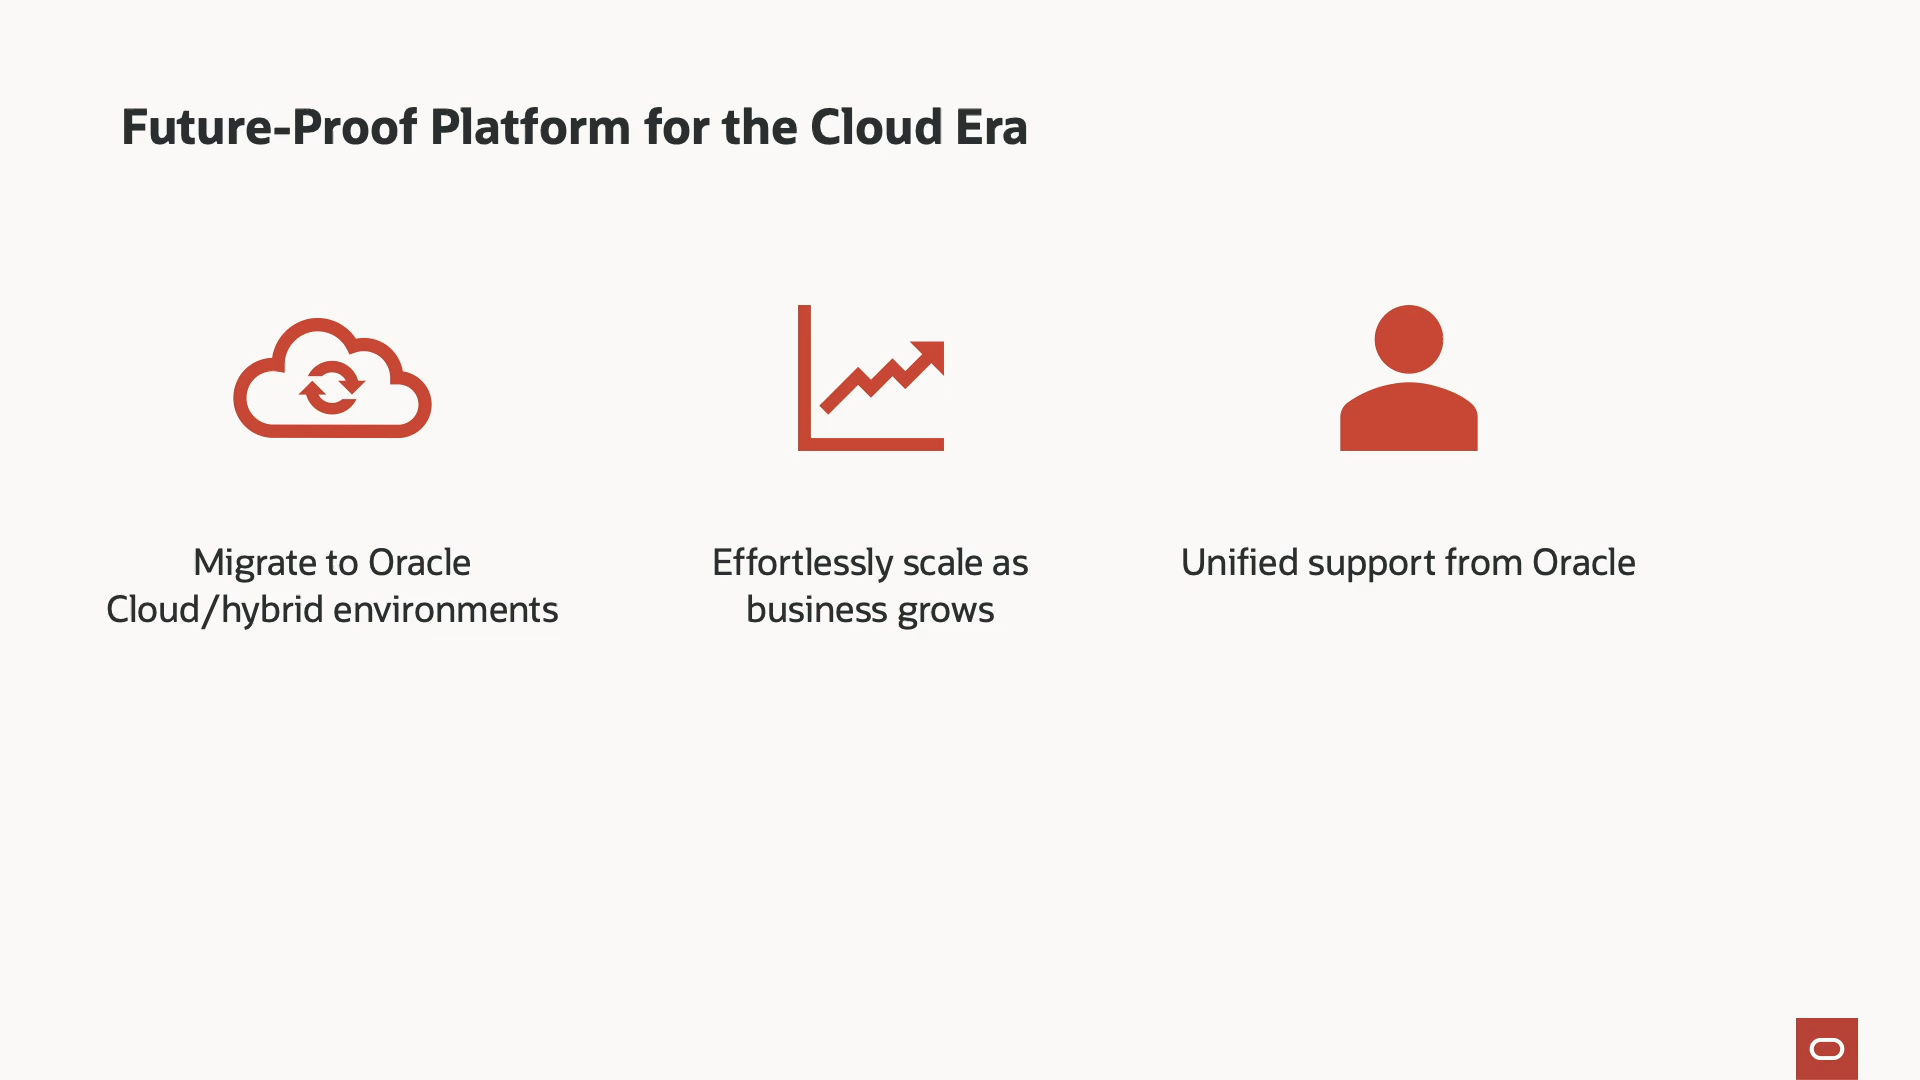 Future-Proof Platform for the Cloud Era
Migrate to Oracle
Cloud/hybrid environments
Effortlessly scale as
business grows
Unified support from Oracle